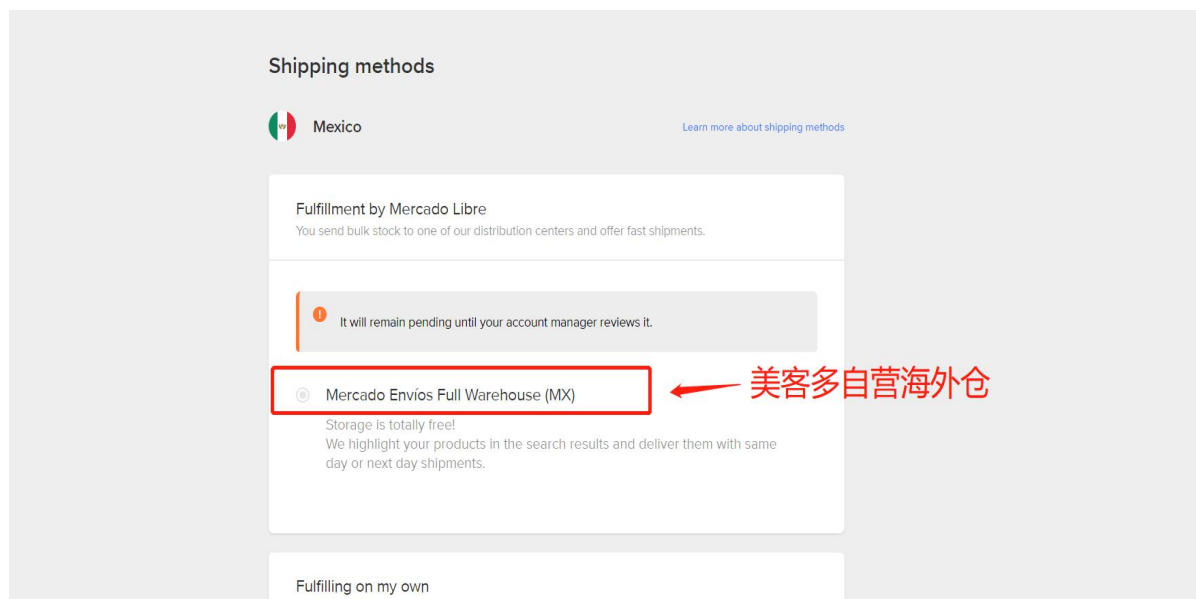 Shipping methods
Mexico
Learn more about shipping methods
Fulfillment by Mercado Libre
You send bulk stock to one of our distribution centers and offer fast shipments.
It will remain pending until your account manager reviews it.
Mercado Envíos Full Warehouse (MX)
美客多自营海外仓
Storage is totally free!
We highlight your products in the search results and deliver them with same
day or next day shipments.
Fulfilling on my own